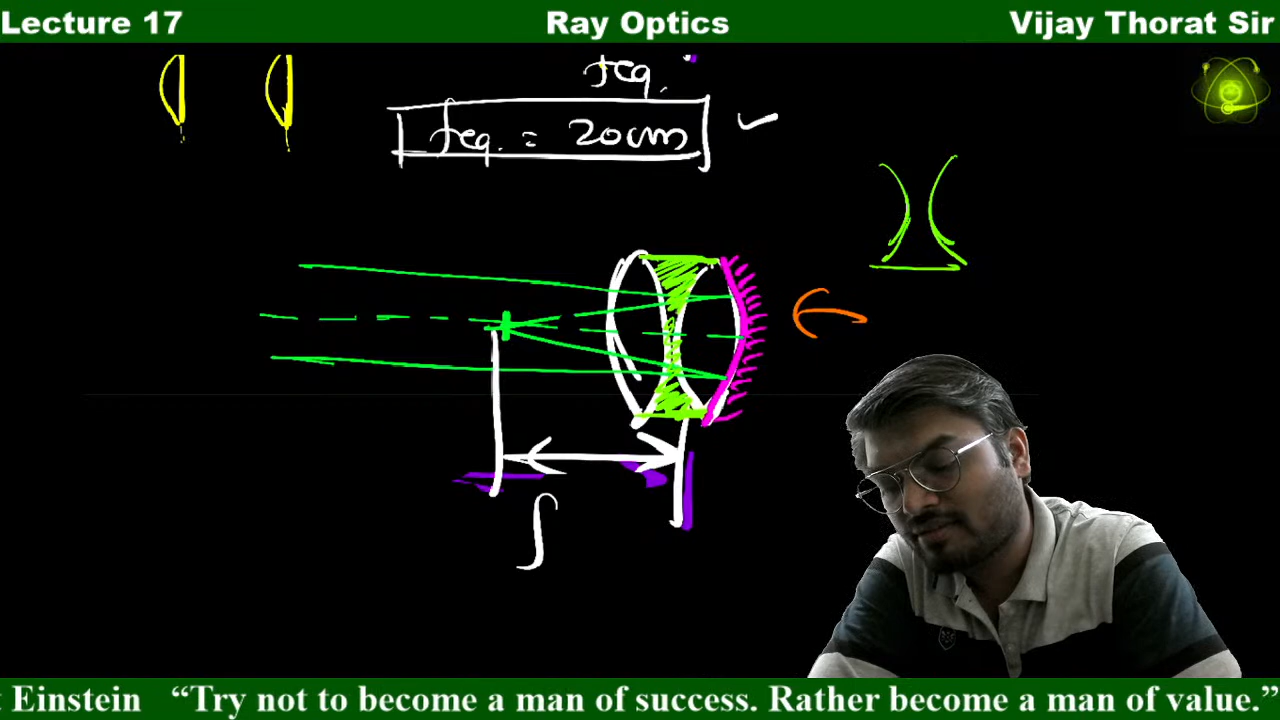 Lecture 17
Ray Optics
Vijay Thorat Sir
feq.
feq. = 20cm
f
t Einstein “Try not to become a man of success. Rather become a man of value.”